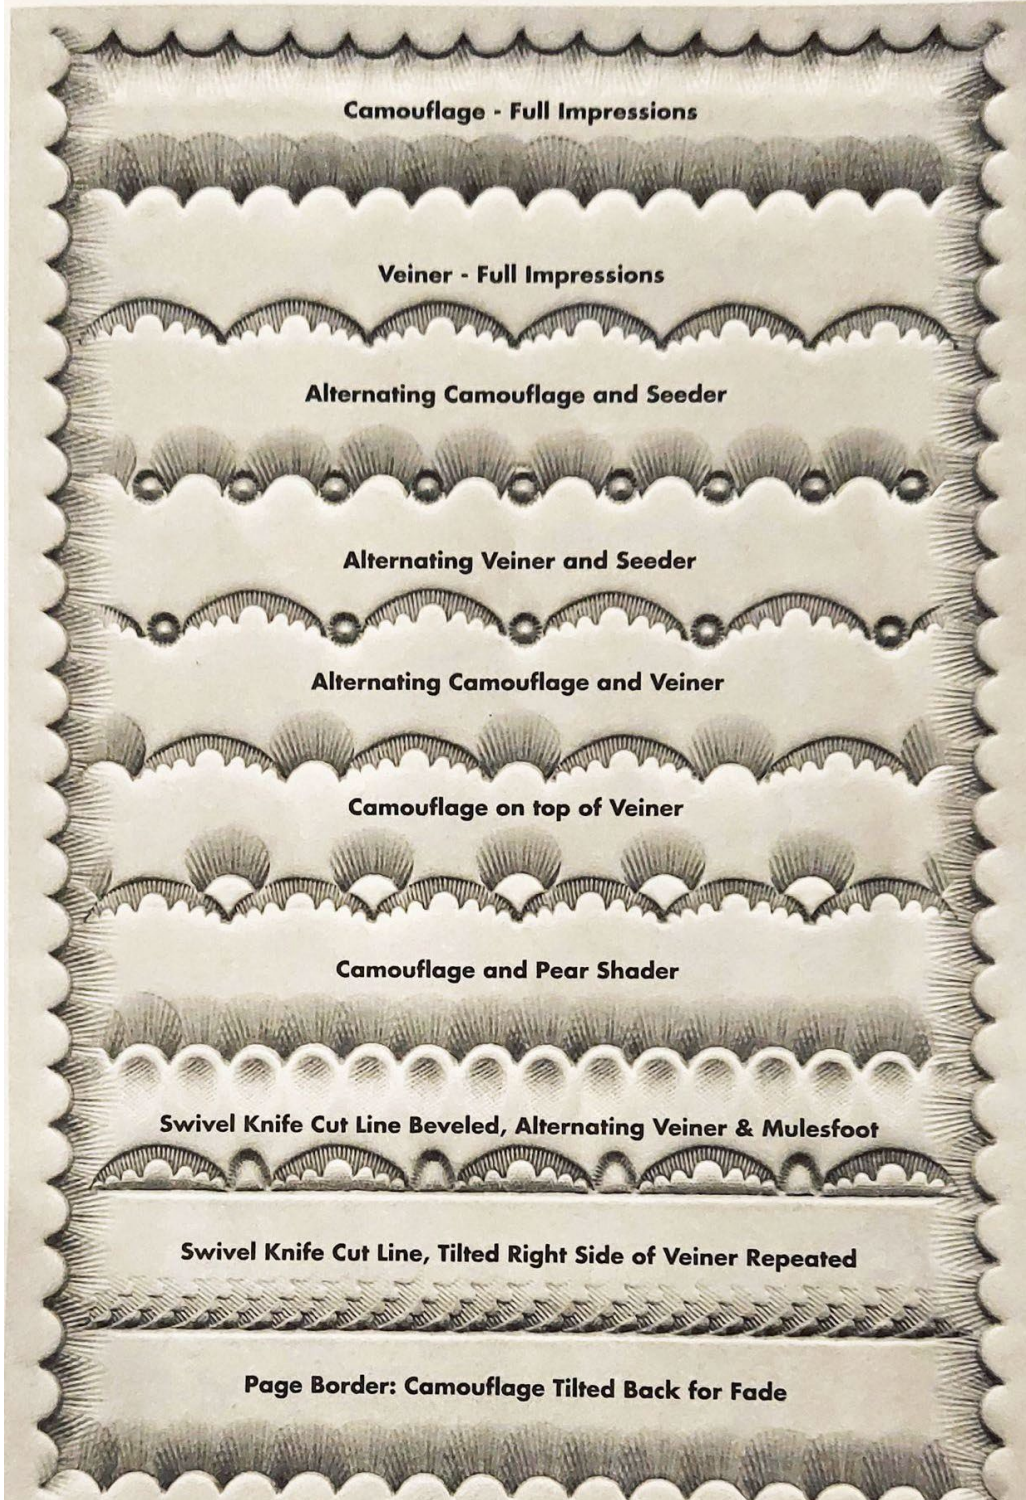 Camouflage - Full Impressions
Veiner - Full Impressions
Alternating Camouflage and Seeder
Alternating Veiner and Seeder
Alternating Camouflage and Veiner
Camouflage on top of Veiner
Camouflage and Pear Shader
Swivel Knife Cut Line Beveled, Alternating Veiner & Mulesfoot
Swivel Knife Cut Line, Tilted Right Side of Veiner Repeated
Page Border: Camouflage Tilted Back for Fade